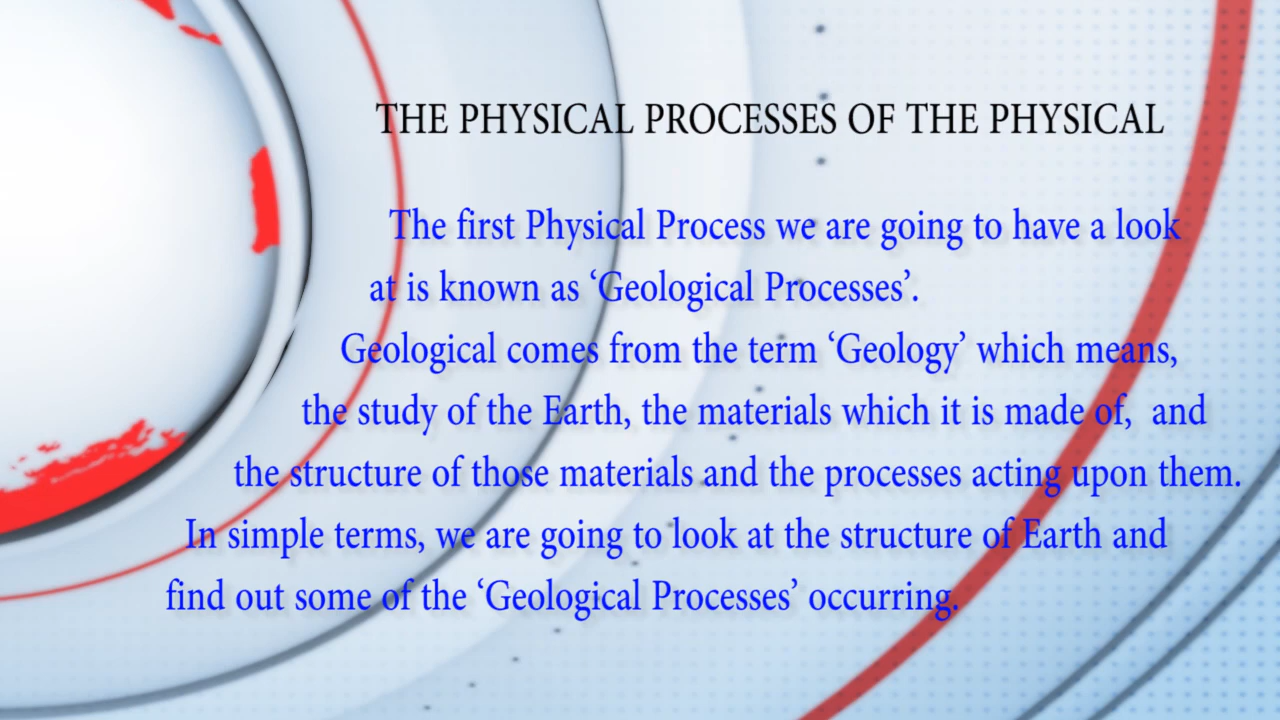 THE PHYSICAL PROCESSES OF THE PHYSICAL
The first Physical Process we are going to have a look
at is known as ‘Geological Processes’.
Geological comes from the term ‘Geology’ which means,
the study of the Earth, the materials which it is made of,  and
the structure of those materials and the processes acting upon them.
In simple terms, we are going to look at the structure of Earth and
find out some of the ‘Geological Processes’ occurring.